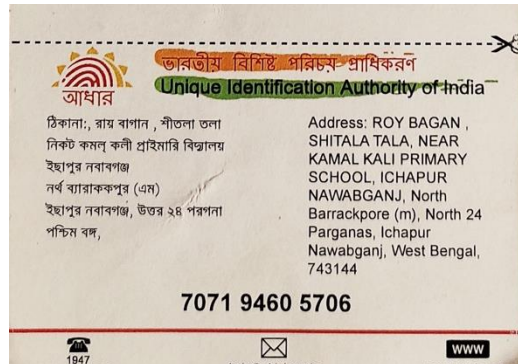 ভারতীয় বিশিষ্ট পরিচয় প্রাধিকরণ
Unique Identification Authority of India
আধার
ঠিকানা:, রায় বাগান , শীতলা তলা
নিকট কমল্ কলী প্রাইমারি বিদ্যালয়
ইছাপুর নবাবগঞ্জ
নর্থ ব্যারাককপুর (এম)
ইছাপুর নবাবগঞ্জ, উত্তর ২৪ পরগনা
পশ্চিম বঙ্গ,
Address: ROY BAGAN ,
SHITALA TALA, NEAR
KAMAL KALI PRIMARY
SCHOOL, ICHAPUR
NAWABGANJ, North
Barrackpore (m), North 24
Parganas, Ichapur
Nawabganj, West Bengal,
743144
7071 9460 5706
1947
WWW